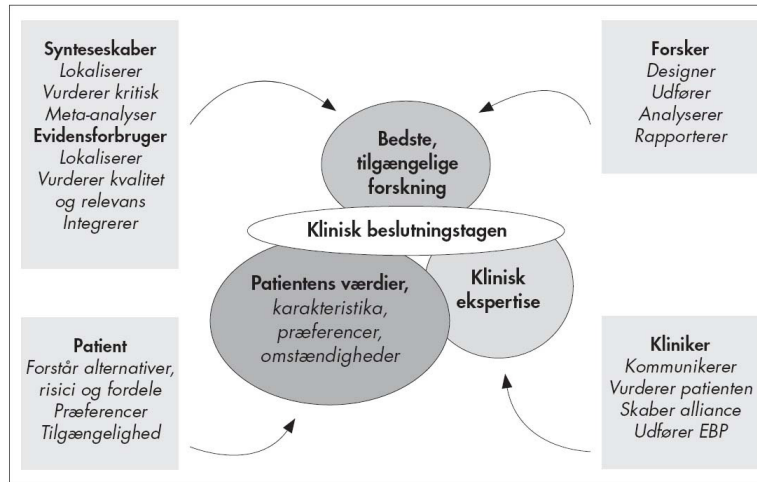 Synteseskaber
Lokaliserer
Vurderer kritisk
Meta-analyser
Evidensforbruger
Lokaliserer
Vurderer kvalitet
og relevans
Integrerer
Forsker
Designer
Udfører
Analyserer
Rapporterer
Bedste,
tilgængelige
forskning
Klinisk beslutningstagen
Patientens værdier,
karakteristika,
præferencer,
omstændigheder
Klinisk
ekspertise
Patient
Forstår alternativer,
risici og fordele
Præferencer
Tilgængelighed
Kliniker
Kommunikerer
Vurderer patienten
Skaber alliance
Udfører EBP